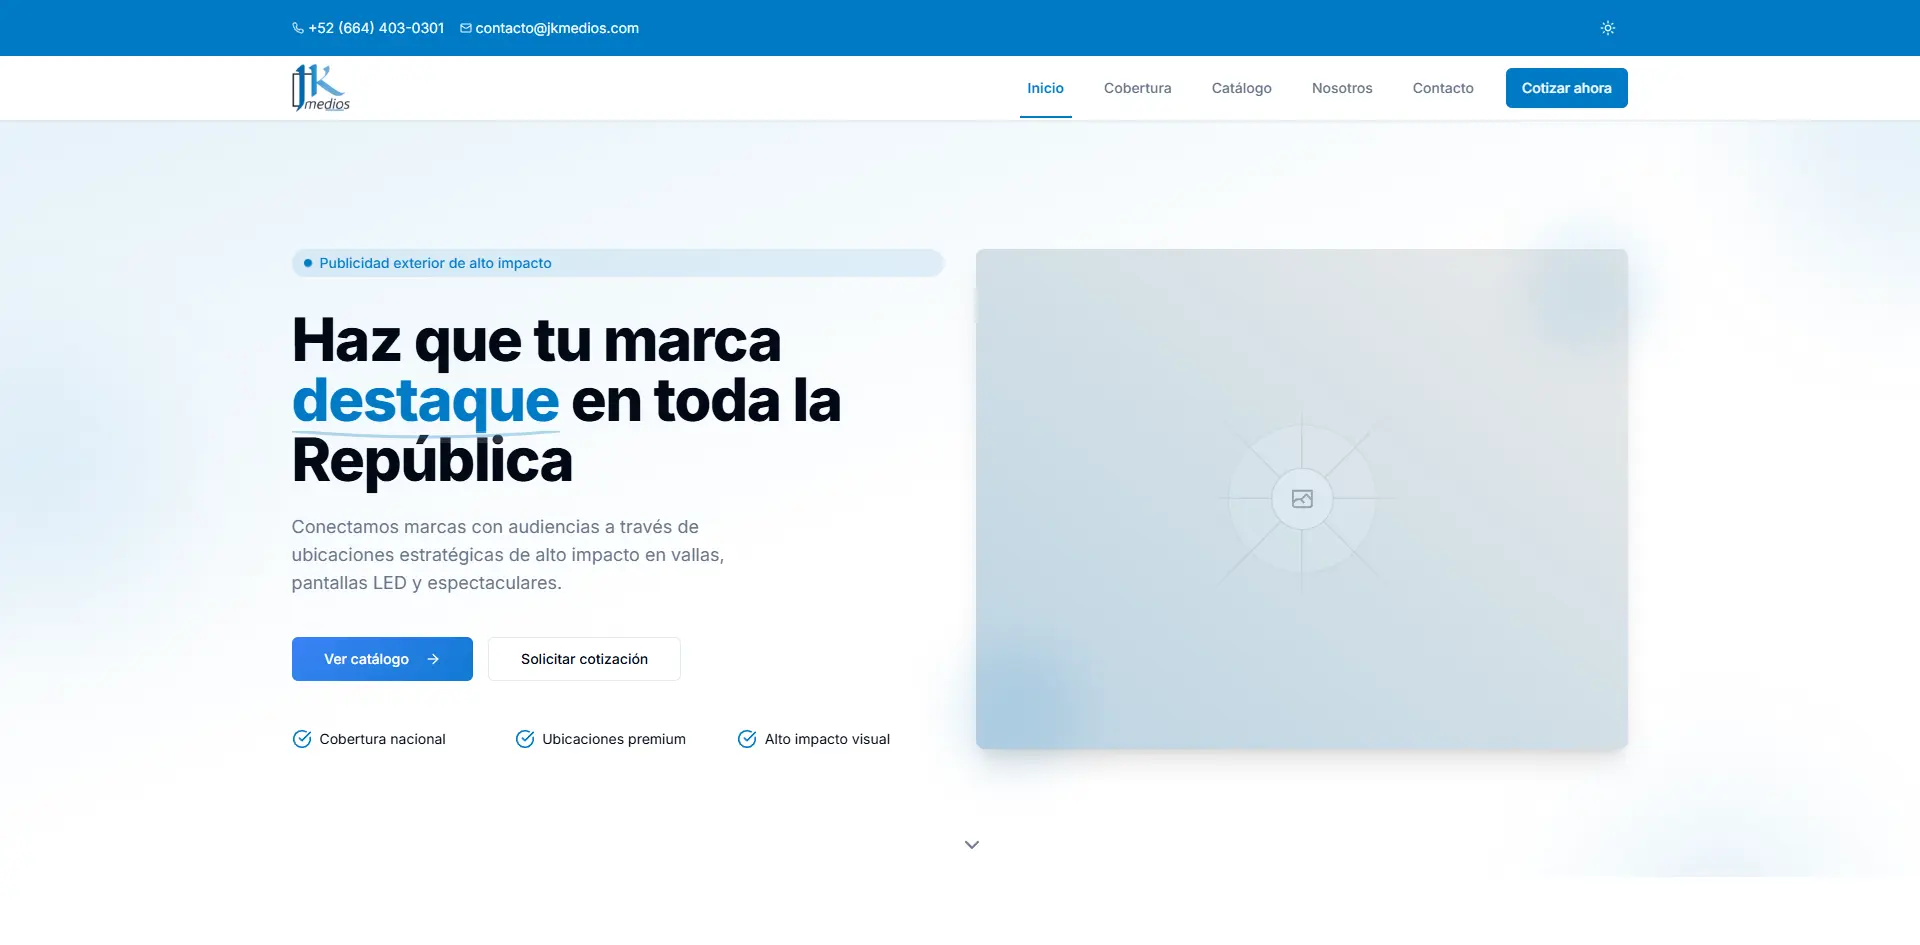 +52 (664) 403-0301 contacto@jkmedios.com
JK medios
Inicio Cobertura Catálogo Nosotros Contacto Cotizar ahora
Publicidad exterior de alto impacto
Haz que tu marca
destaque en toda la
República
Conectamos marcas con audiencias a través de
ubicaciones estratégicas de alto impacto en vallas,
pantallas LED y espectaculares.
Ver catálogo Solicitar cotización
Cobertura nacional Ubicaciones premium Alto impacto visual